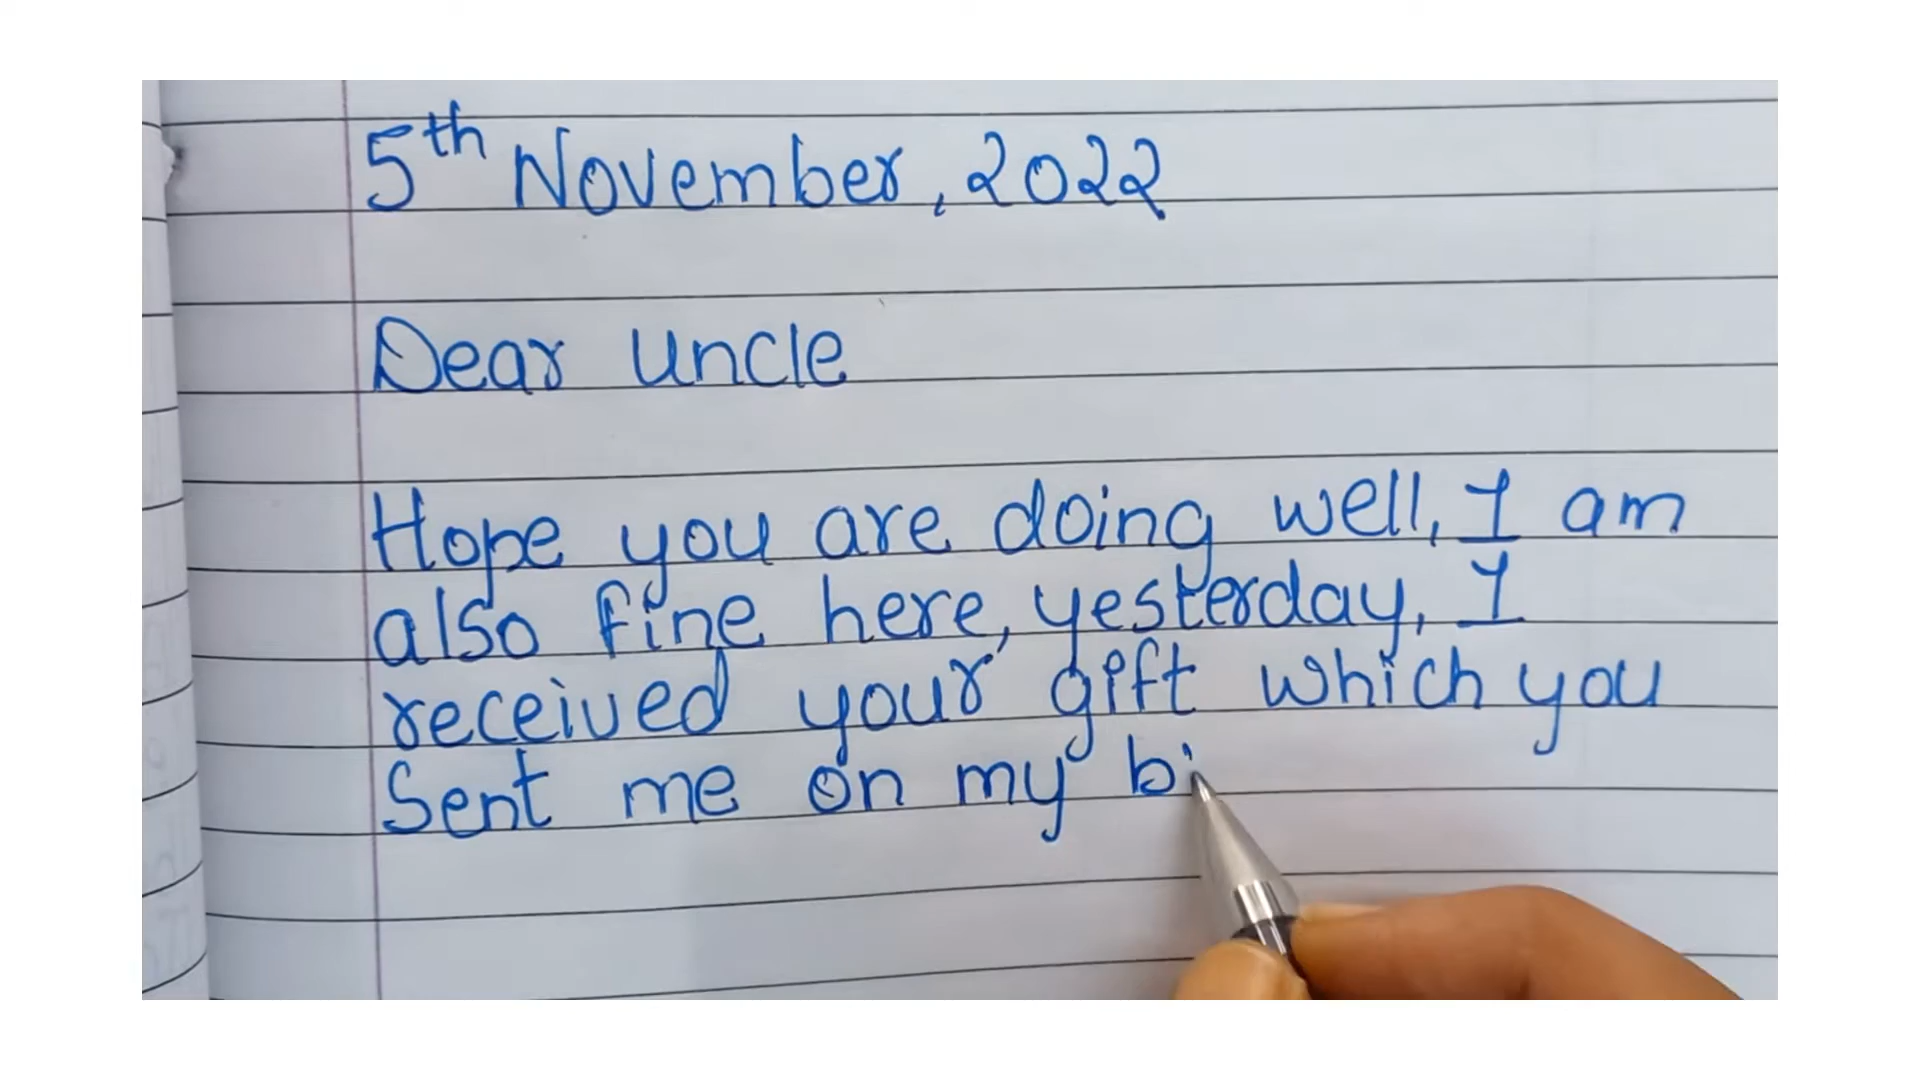 5th November, 2022
Dear uncle
Hope you are doing well, I am
also fine here, yesterday, I
received your gift which you
Sent me on my bi